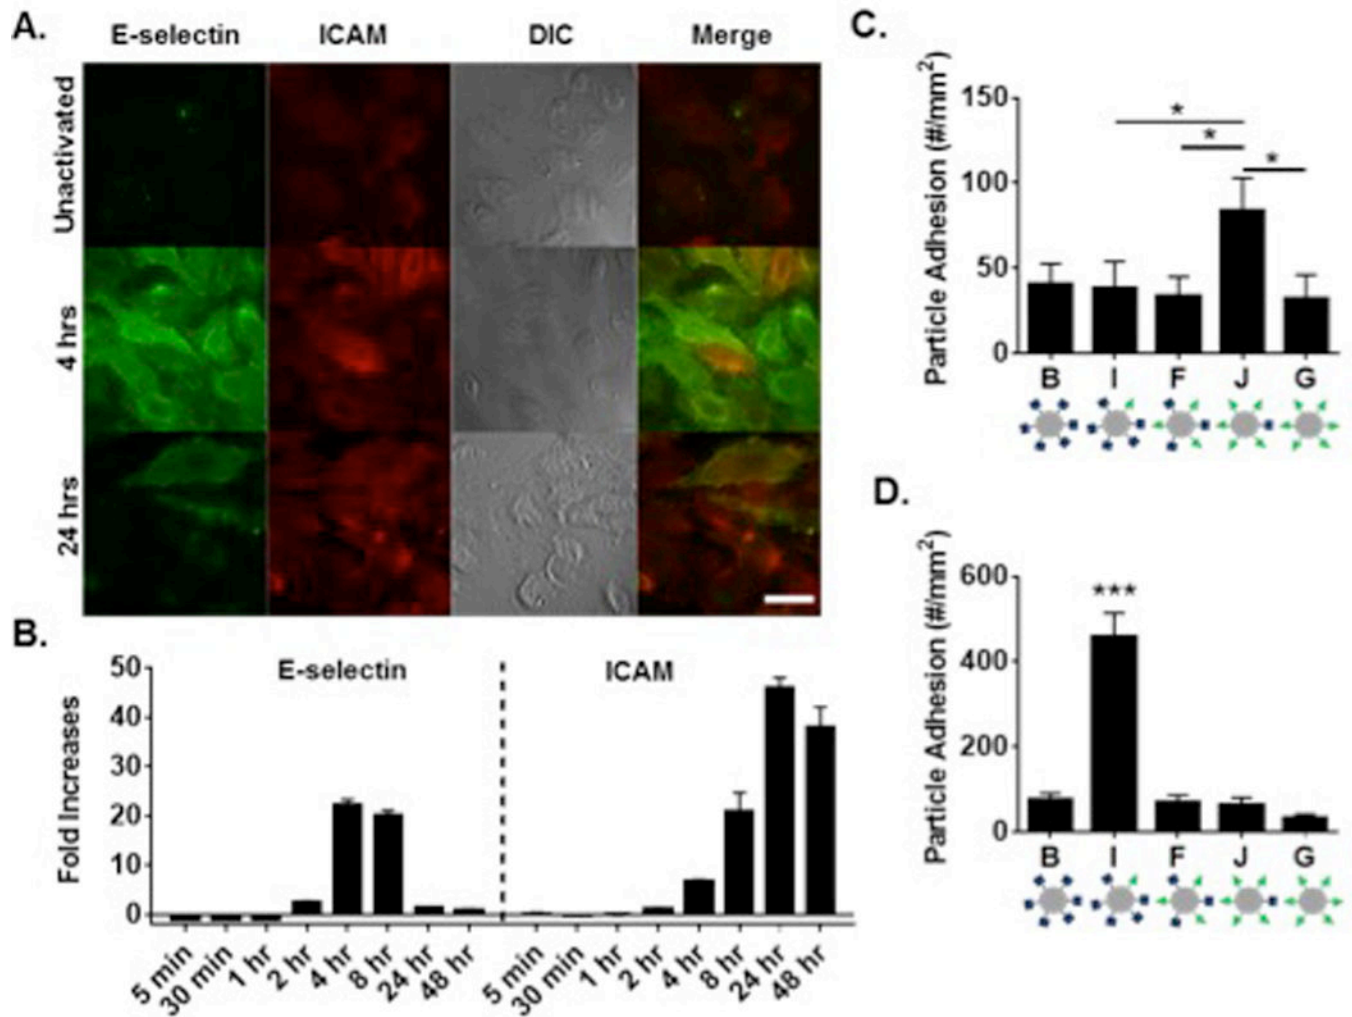 A.
E-selectin ICAM DIC Merge
Unactivated
4 hrs
24 hrs
B.
Fold Increases
50
40
30
20
10
0
E-selectin ICAM
5 min 30 min 1 hr 2 hr 4 hr 8 hr 24 hr 48 hr 5 min 30 min 1 hr 2 hr 4 hr 8 hr 24 hr 48 hr
C.
Particle Adhesion (#/mm²)
150
100
50
0
* * *
B I F J G
D.
Particle Adhesion (#/mm²)
600
400
200
0
***
B I F J G